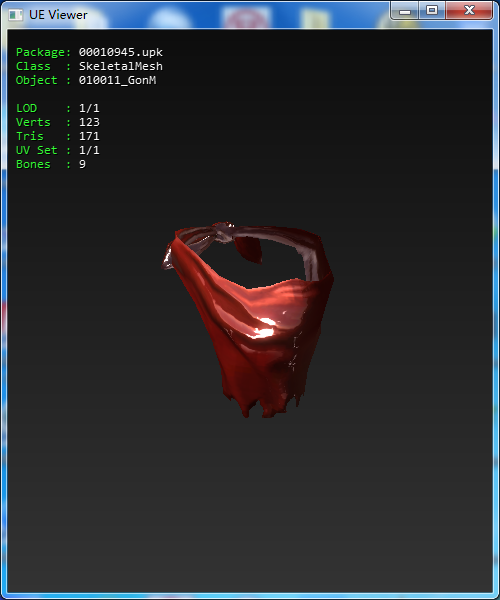 UE Viewer
Package: 00010945.upk
Class : SkeletalMesh
Object : 010011_GonM
LOD : 1/1
Verts : 123
Tris : 171
UV Set : 1/1
Bones : 9